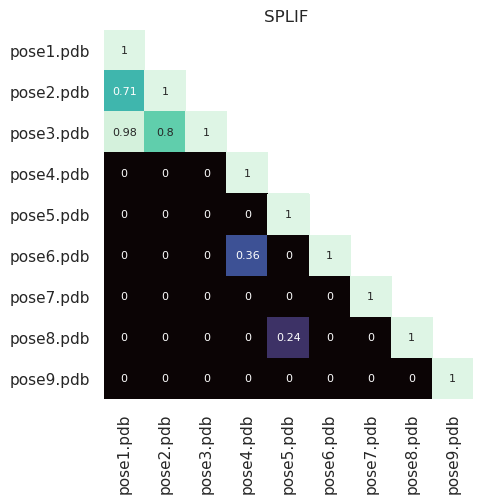 SPLIF
pose1.pdb 1
pose2.pdb 0.71 1
pose3.pdb 0.98 0.8 1
pose4.pdb 0 0 0 1
pose5.pdb 0 0 0 0 1
pose6.pdb 0 0 0 0.36 0 1
pose7.pdb 0 0 0 0 0 0 1
pose8.pdb 0 0 0 0 0.24 0 0 1
pose9.pdb 0 0 0 0 0 0 0 0 1
pose1.pdb pose2.pdb pose3.pdb pose4.pdb pose5.pdb pose6.pdb pose7.pdb pose8.pdb pose9.pdb